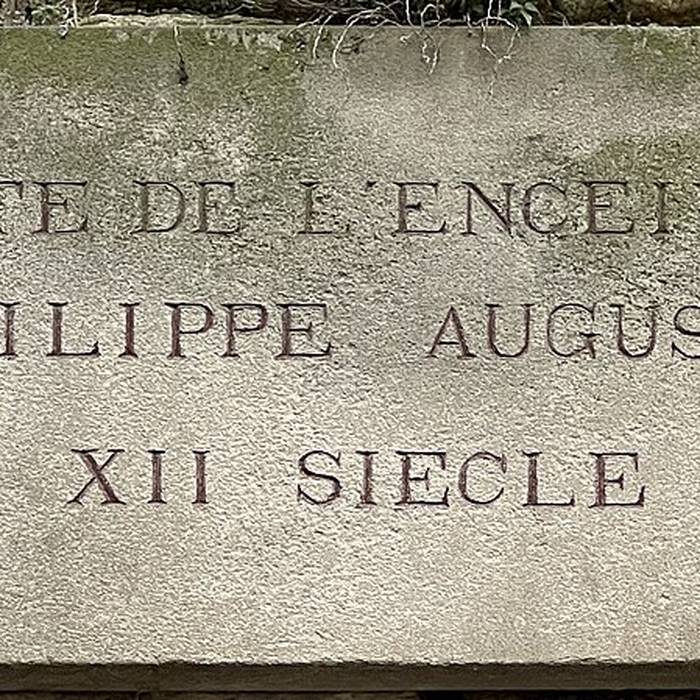 TE DE L'ENCEI
ILIPPE AUGUS
XII SIECLE